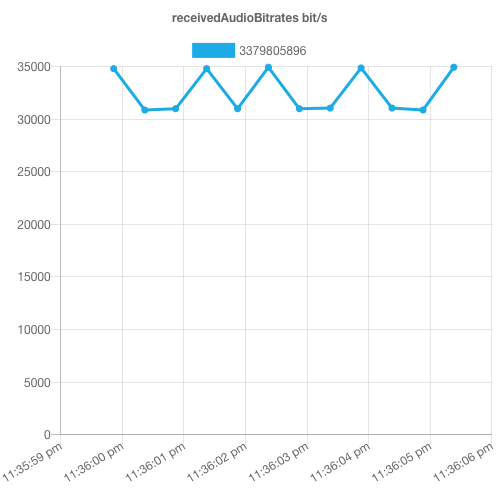 receivedAudioBitrates bit/s
3379805896
35000
30000
25000
20000
15000
10000
5000
0
11:35:59 pm
11:36:00 pm
11:36:01 pm
11:36:02 pm
11:36:03 pm
11:36:04 pm
11:36:05 pm
11:36:06 pm